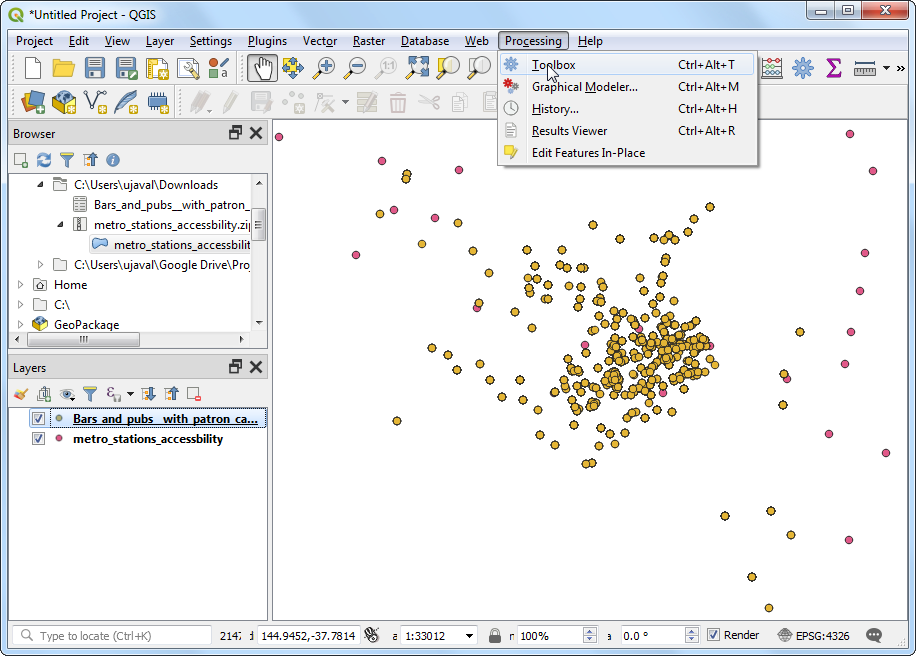 *Untitled Project - QGIS
Project Edit View Layer Settings Plugins Vector Raster Database Web Processing Help
Toolbox Ctrl+Alt+T
Graphical Modeler... Ctrl+Alt+M
History... Ctrl+Alt+H
Results Viewer Ctrl+Alt+R
Edit Features In-Place
Browser
C:\Users\ujaval\Downloads
Bars_and_pubs__with_patron_
metro_stations_accessbility.zip
metro_stations_accessbilit
C:\Users\ujaval\Google Drive\Pro
Home
C:\
GeoPackage
Layers
Bars_and_pubs__with_patron_ca...
metro_stations_accessbility
Type to locate (Ctrl+K) 2147 144.9452,-37.7814 a 1:33012 100% a 0.0 ° Render EPSG:4326